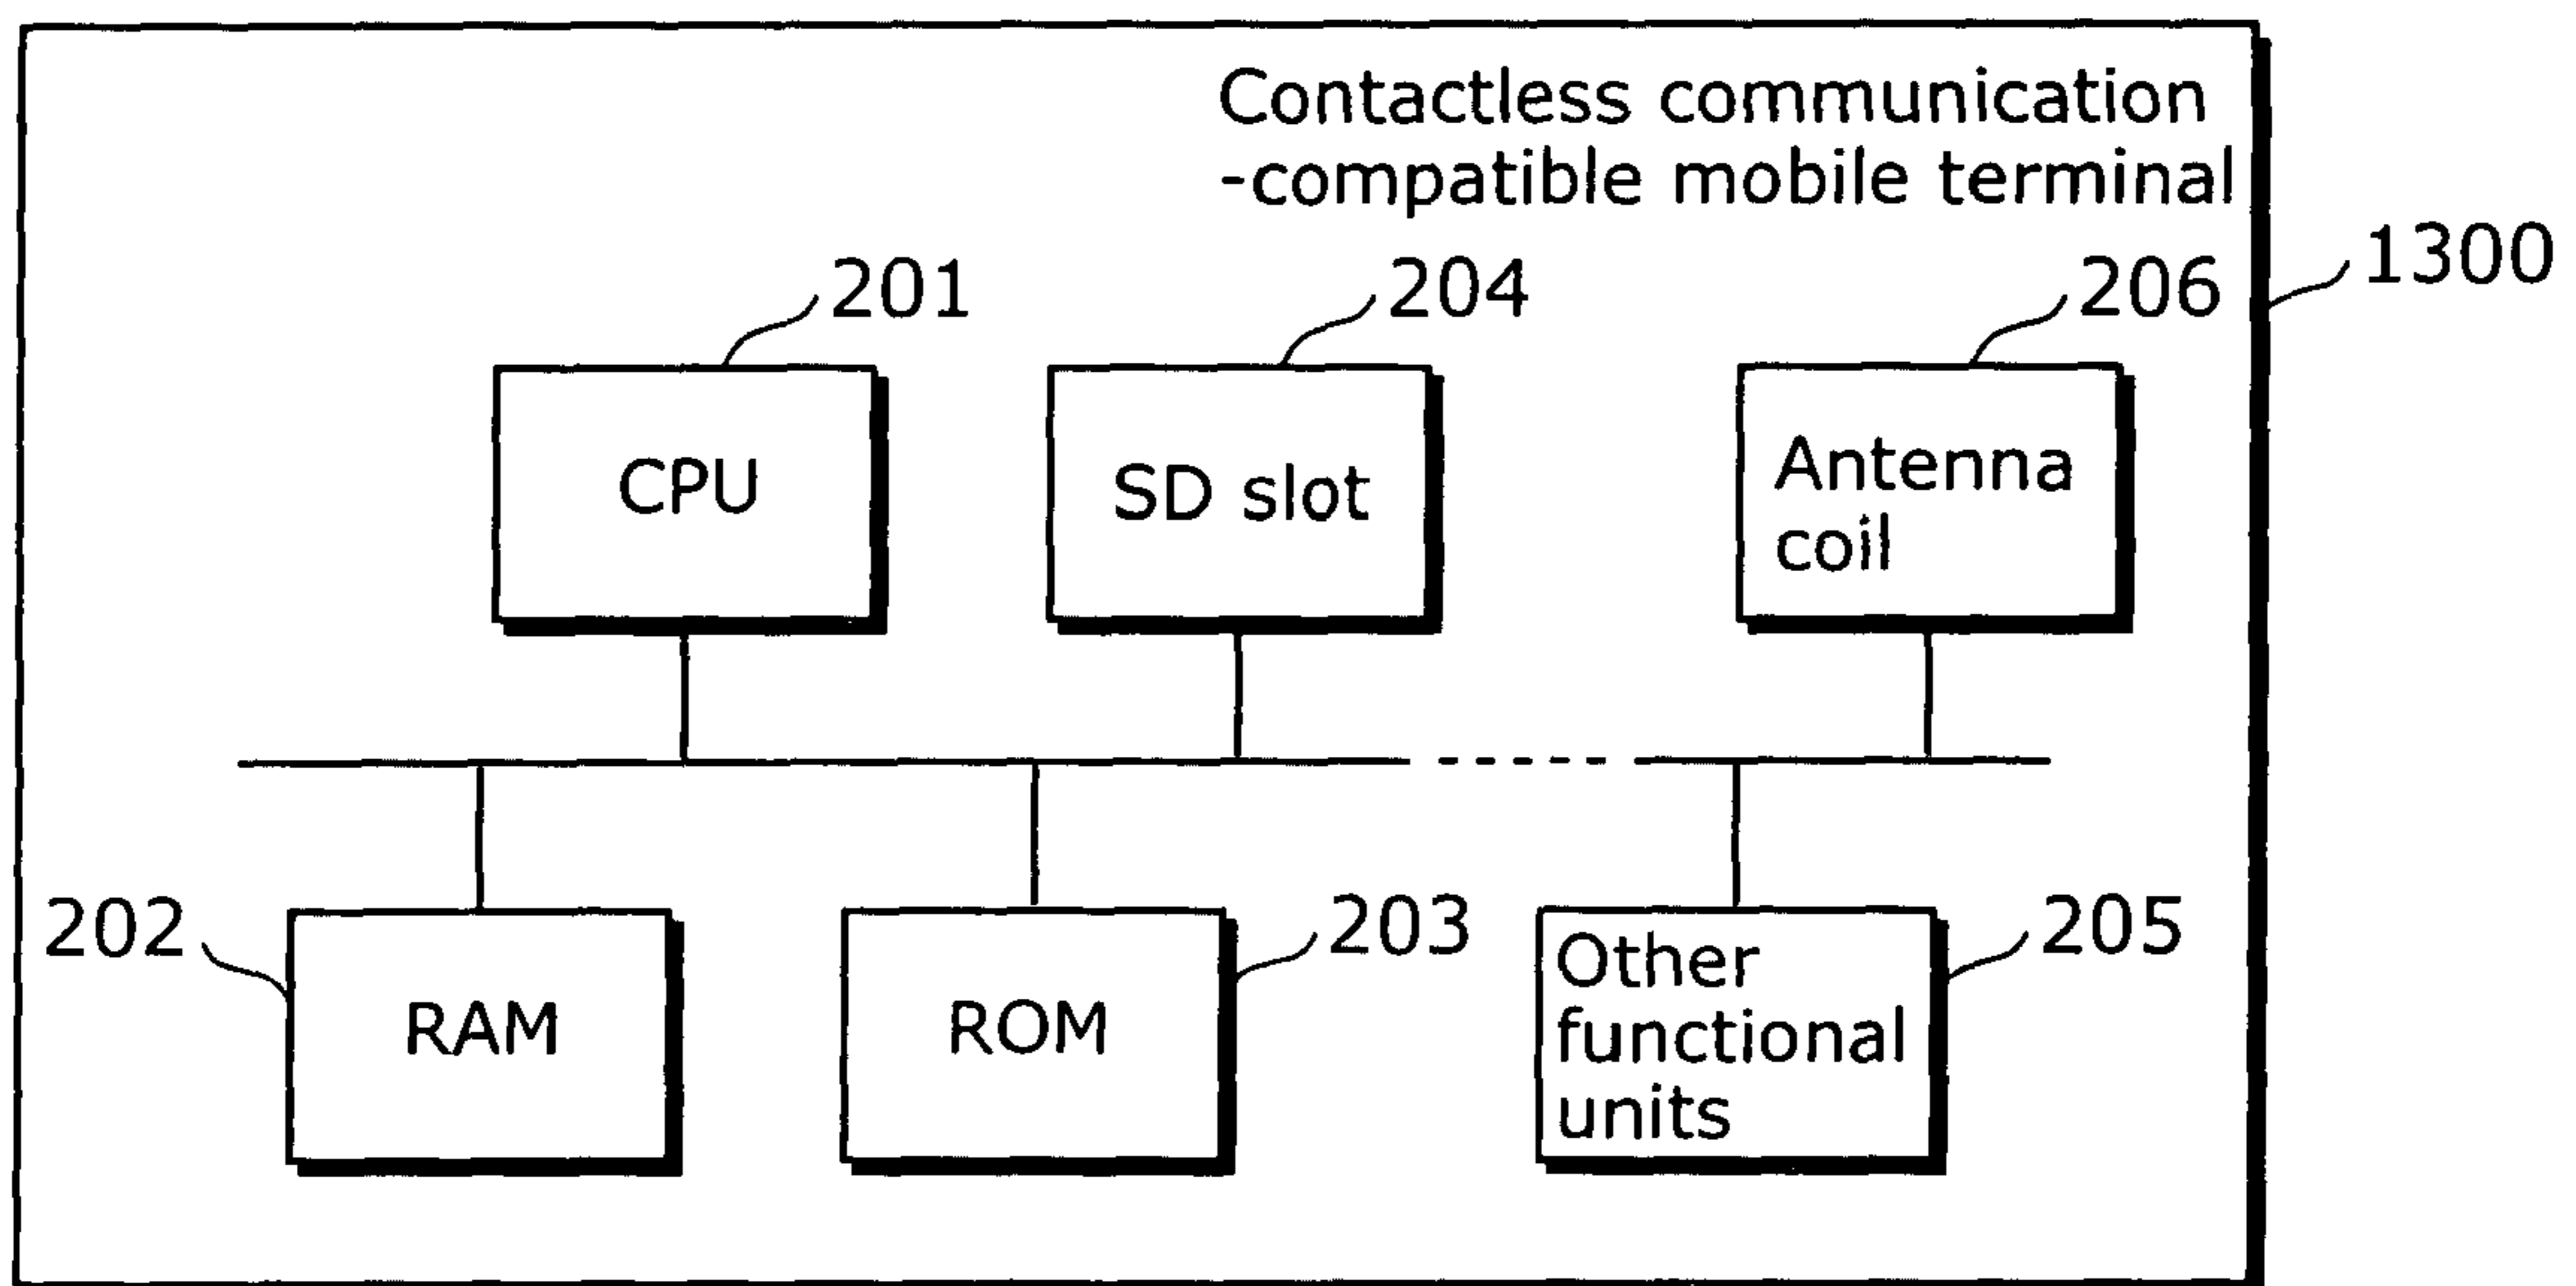 Contactless communication
-compatible mobile terminal
1300
201
204
206
CPU
SD slot
Antenna
coil
202
203
205
RAM
ROM
Other
functional
units